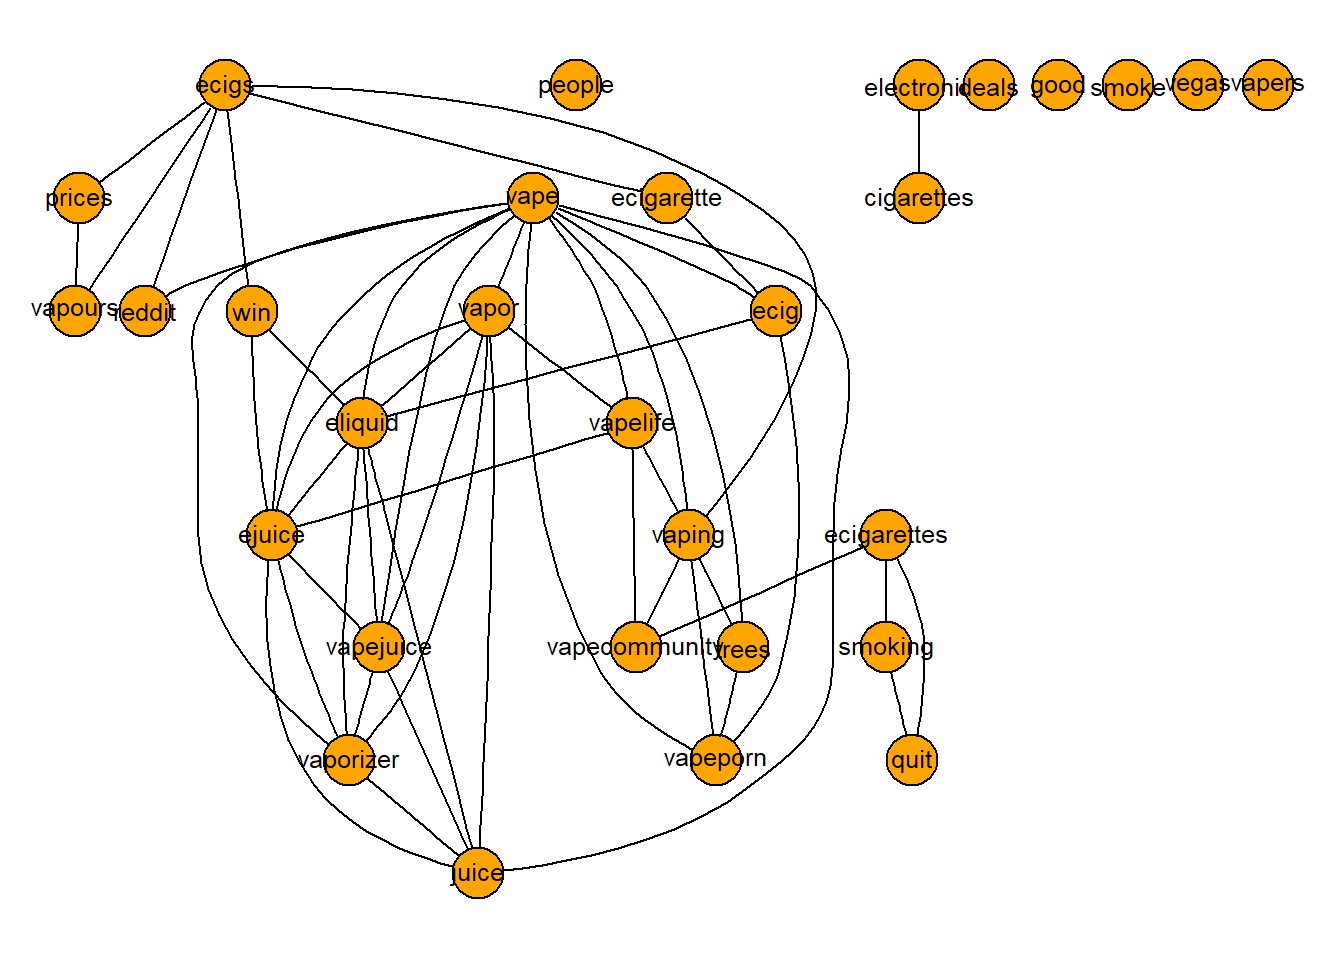 ecigs
people
electronic
deals
good
smoke
vegas
vapers
prices
vape
ecigarette
cigarettes
vapours
reddit
win
vapor
ecig
eliquid
vapelife
ejuice
vaping
ecigarettes
vapejuice
vapecommunity
trees
smoking
vaporizer
vapeporn
quit
juice